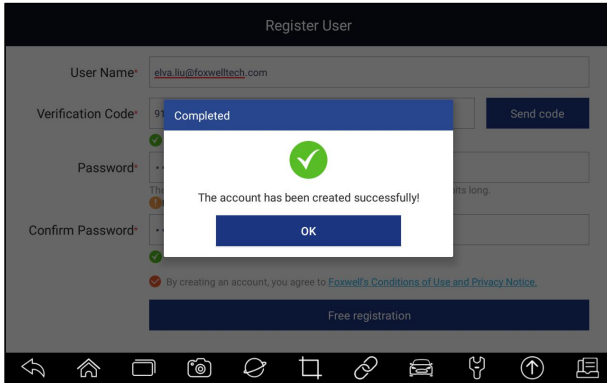 Register User
User Name*
elva.liu@foxwelltech.com
Verification Code*
91
Send code
Completed
The account has been created successfully!
OK
Password*
The
bits long.
Confirm Password*
By creating an account, you agree to Foxwell's Conditions of Use and Privacy Notice.
Free registration